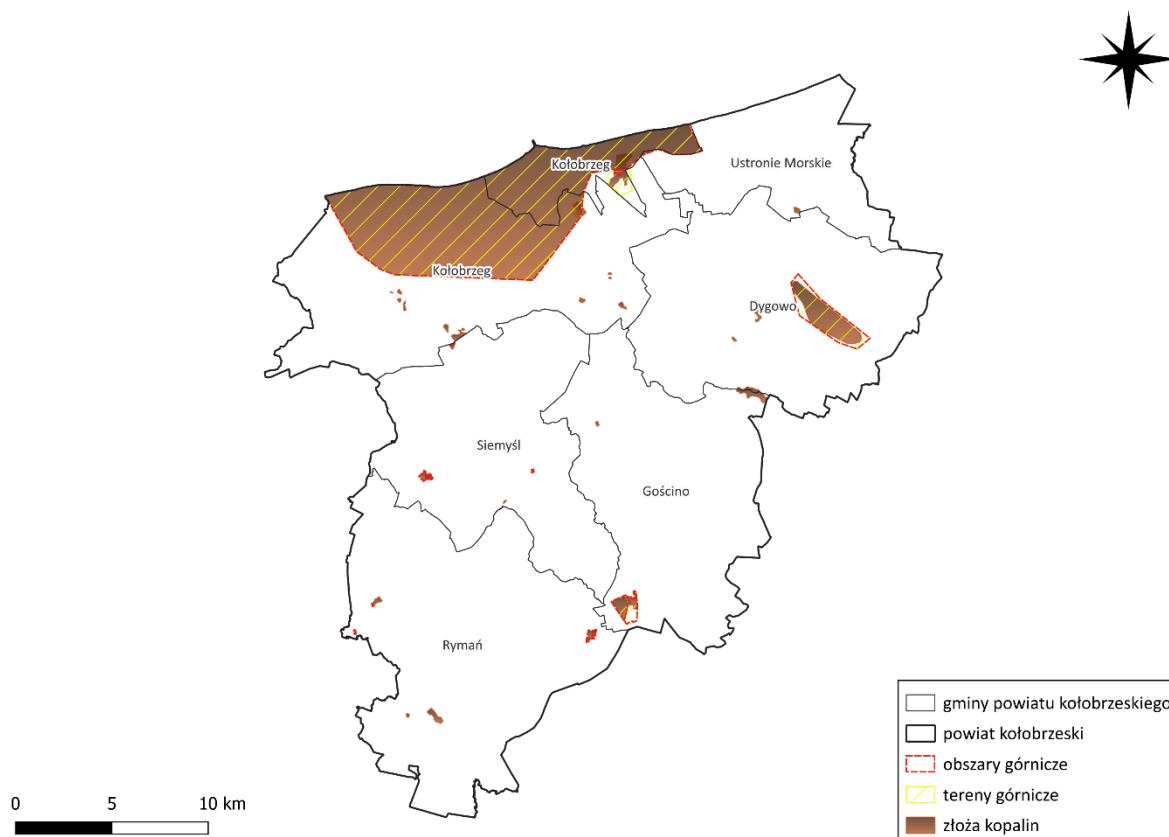 Kołobrzeg
Ustronie Morskie
Kołobrzeg
Dygowo
Siemyśl
Gościno
Rymań
gminy powiatu kołobrzeskiego
powiat kołobrzeski
obszary górnicze
tereny górnicze
złoża kopalin
0 5 10 km